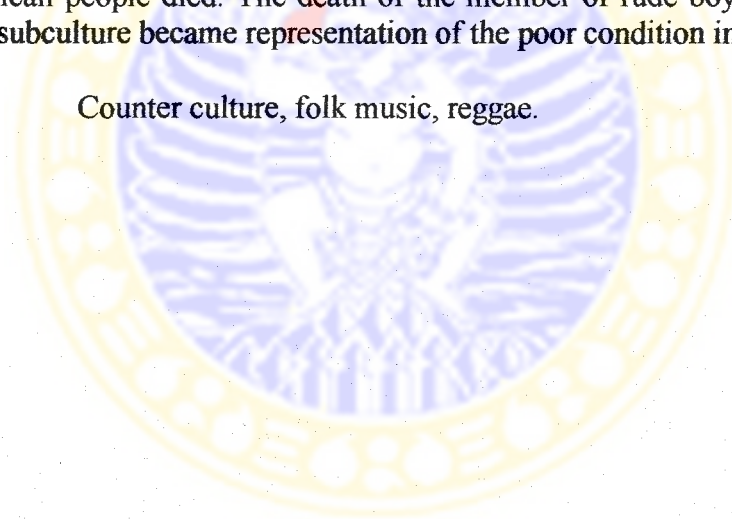 people died. The death of the member of rude boy
subculture became representation of the poor condition in
Counter culture, folk music, reggae.